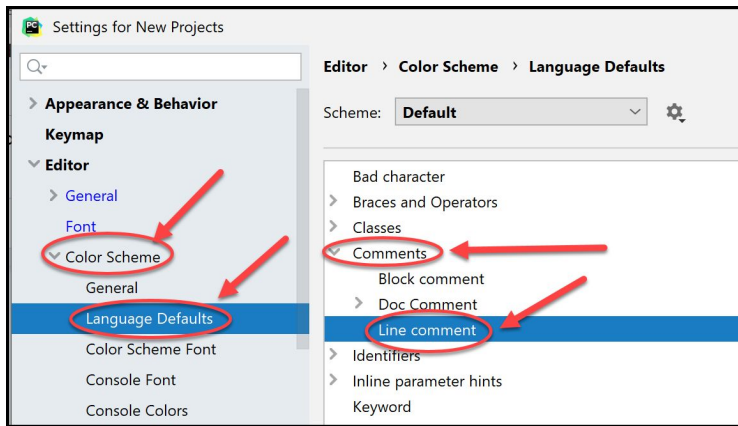 PC
Settings for New Projects
Appearance & Behavior
Keymap
Editor
General
Font
Color Scheme
General
Language Defaults
Color Scheme Font
Console Font
Console Colors
Editor › Color Scheme › Language Defaults
Scheme: Default
Bad character
Braces and Operators
Classes
Comments
Block comment
Doc Comment
Line comment
Identifiers
Inline parameter hints
Keyword